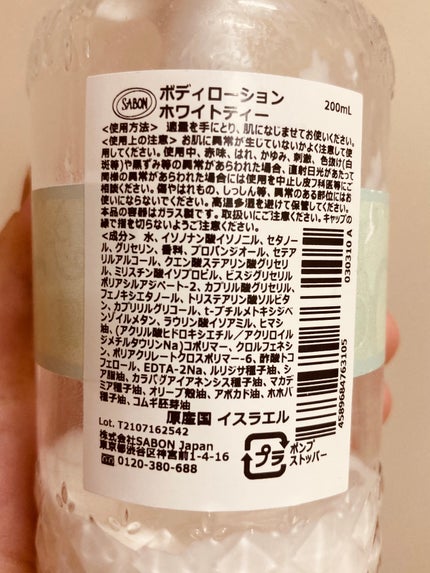 SABON
ボディローション
ホワイトティー
200mL
<使用方法> 適量を手にとり、肌になじませてお使いください。
<使用上の注意> お肌に異常が生じていないかよく注意して使
用してください。使用中、赤味、はれ、かゆみ、刺激、色抜け(白
斑等)や黒ずみ等の異常があらわれた場合、直射日光があたって
同様の異常があらわれた場合には使用を中止し皮フ科医等にご
相談ください。傷やはれもの、しっしん等、異常のある部位にはお
使いにならないでください。高温多湿を避けて保管してください。
本品の容器はガラス製です。取扱いにご注意ください。キャップの
縁で指を切らないようご注意ください。
<成分> 水、イソノナン酸イソノニル、セタノー
ル、グリセリン、香料、プロパンジオール、セテア
リルアルコール、クエン酸ステアリン酸グリセリ
ル、ミリスチン酸イソプロピル、ビスジグリセリル
ポリアシルアジペート-2、カプリル酸グリセリル、
フェノキシエタノール、トリステアリン酸ソルビタ
ン、カプリリルグリコール、t-ブチルメトキシジベ
ンゾイルメタン、ラウリン酸イソアミル、ヒマシ
油、(アクリル酸ヒドロキシエチル/アクリロイル
ジメチルタウリンNa)コポリマー、クロルフェネシ
ン、ポリアクリレートクロスポリマー-6、酢酸トコ
フェロール、EDTA-2Na、ルリジサ種子油、シ
ア脂油、カラパグアイアネンシス種子油、マカデ
ミア種子油、オリーブ殻油、アボカド油、ホホバ
種子油、コムギ胚芽油
原産国 イスラエル
Lot. T2107162542
株式会社SABON Japan
東京都渋谷区神宮前1-4-16
0120-380-688
030310 A
4589684763105
プラ
ポンプ
ストッパー